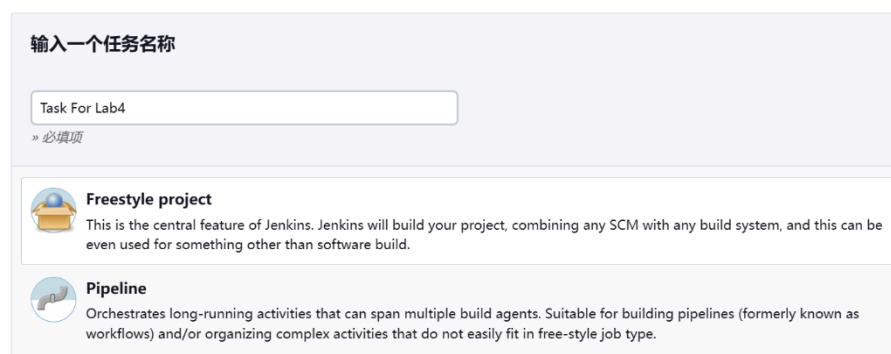 输入一个任务名称
Task For Lab4
» 必填项
Freestyle project
This is the central feature of Jenkins. Jenkins will build your project, combining any SCM with any build system, and this can be
even used for something other than software build.
Pipeline
Orchestrates long-running activities that can span multiple build agents. Suitable for building pipelines (formerly known as
workflows) and/or organizing complex activities that do not easily fit in free-style job type.